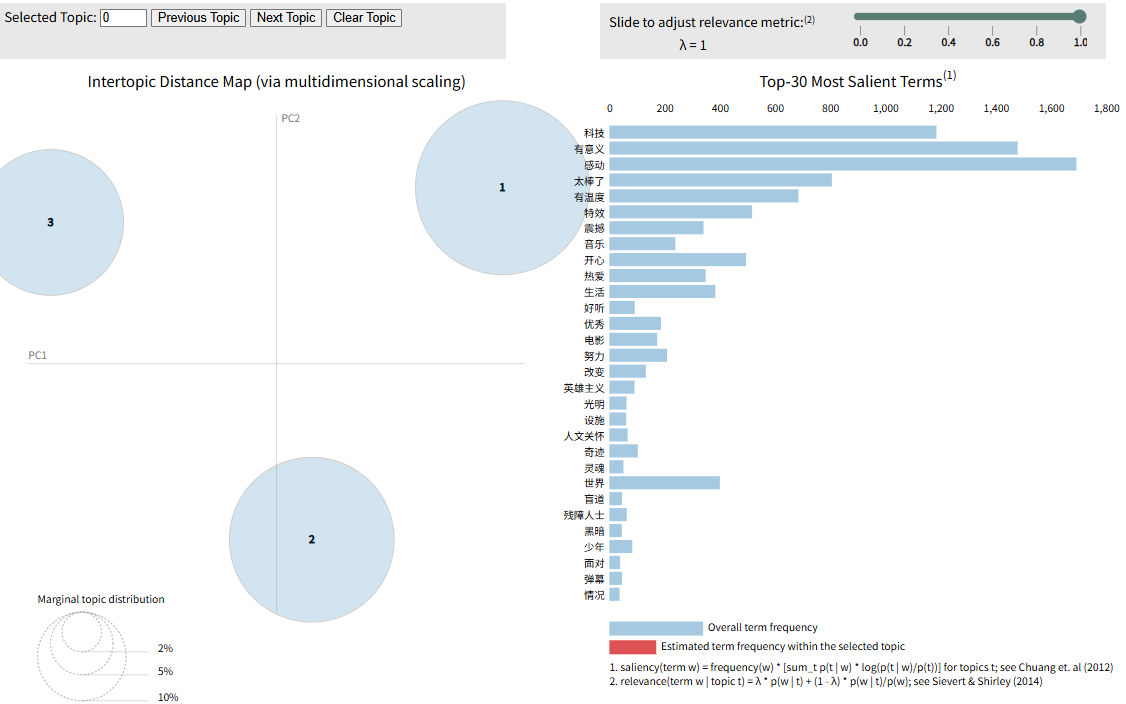 Selected Topic: 0 Previous Topic Next Topic Clear Topic
Slide to adjust relevance metric:(2)
λ = 1
0.0 0.2 0.4 0.6 0.8 1.0
Intertopic Distance Map (via multidimensional scaling)
PC2
PC1
1
3
2
Marginal topic distribution
2%
5%
10%
Top-30 Most Salient Terms(1)
0 200 400 600 800 1,000 1,200 1,400 1,600 1,800
科技
有意义
感动
太棒了
有温度
特效
震撼
音乐
开心
热爱
生活
好听
优秀
电影
努力
改变
英雄主义
光明
设施
人文关怀
奇迹
灵魂
世界
盲道
残障人士
黑暗
少年
面对
弹幕
情况
Overall term frequency
Estimated term frequency within the selected topic
1. saliency(term w) = frequency(w) * [sum_t p(t | w) * log(p(t | w)/p(t))] for topics t; see Chuang et. al (2012)
2. relevance(term w | topic t) = λ * p(w | t) + (1 - λ) * p(w | t)/p(w); see Sievert & Shirley (2014)